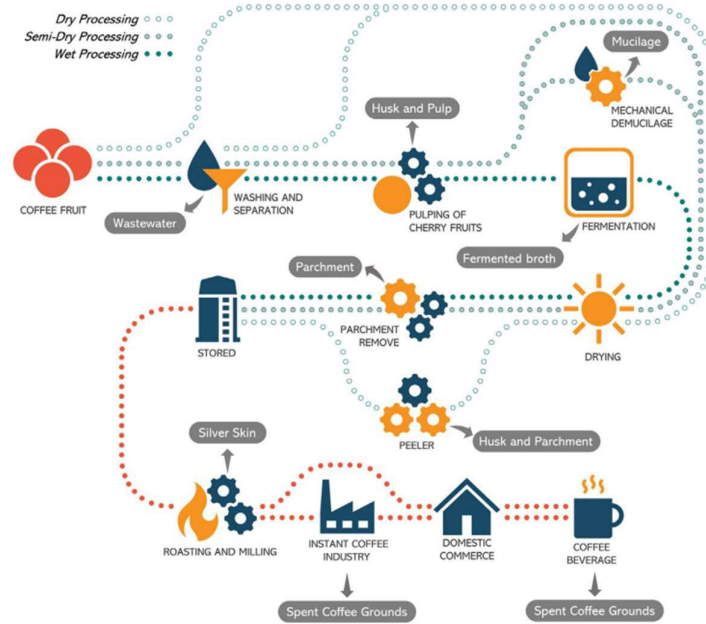 Dry Processing
Semi-Dry Processing
Wet Processing
Mucilage
MECHANICAL
DEMUCILAGE
Husk and Pulp
COFFEE FRUIT
WASHING AND
SEPARATION
PULPING OF
CHERRY FRUITS
FERMENTATION
Wastewater
Fermented broth
Parchment
STORED
PARCHMENT
REMOVE
DRYING
PEELER
Husk and Parchment
Silver Skin
ROASTING AND MILLING
INSTANT COFFEE
INDUSTRY
DOMESTIC
COMMERCE
COFFEE
BEVERAGE
Spent Coffee Grounds
Spent Coffee Grounds